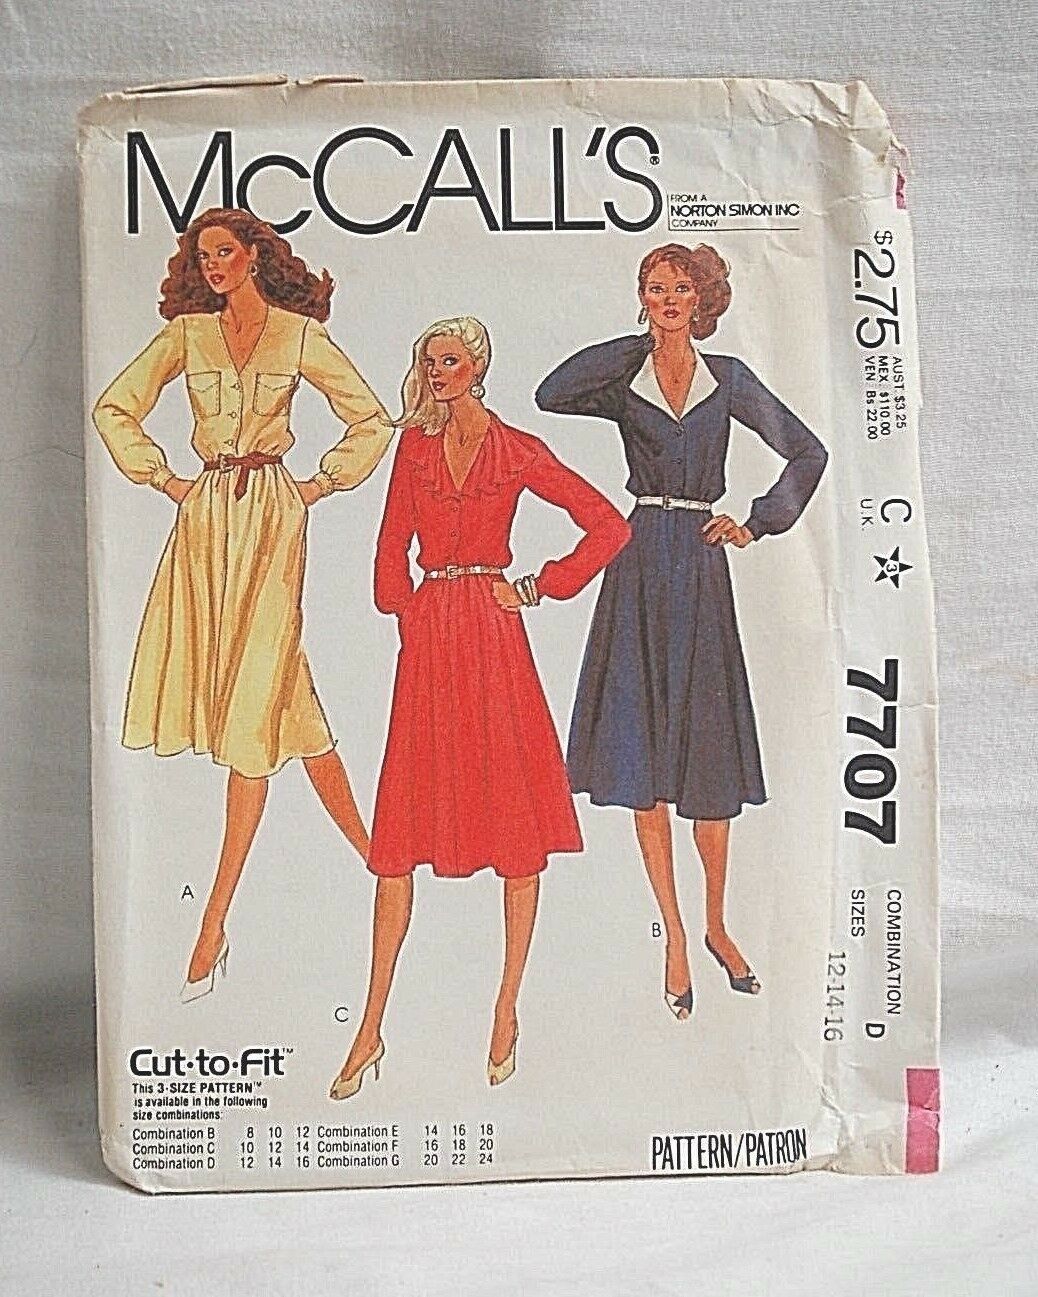 McCALL'S®
FROM A
NORTON SIMON INC
COMPANY
$2.75
AUST. $3.25
MEX. $110.00
VEN. Bs 22.00
C
U.K.
3
7707
COMBINATION D
SIZES 12-14-16
A
C
B
Cut•to•Fit™
This 3-SIZE PATTERN™
is available in the following
size combinations:
Combination B 8 10 12 Combination E 14 16 18
Combination C 10 12 14 Combination F 16 18 20
Combination D 12 14 16 Combination G 20 22 24
PATTERN/PATRON